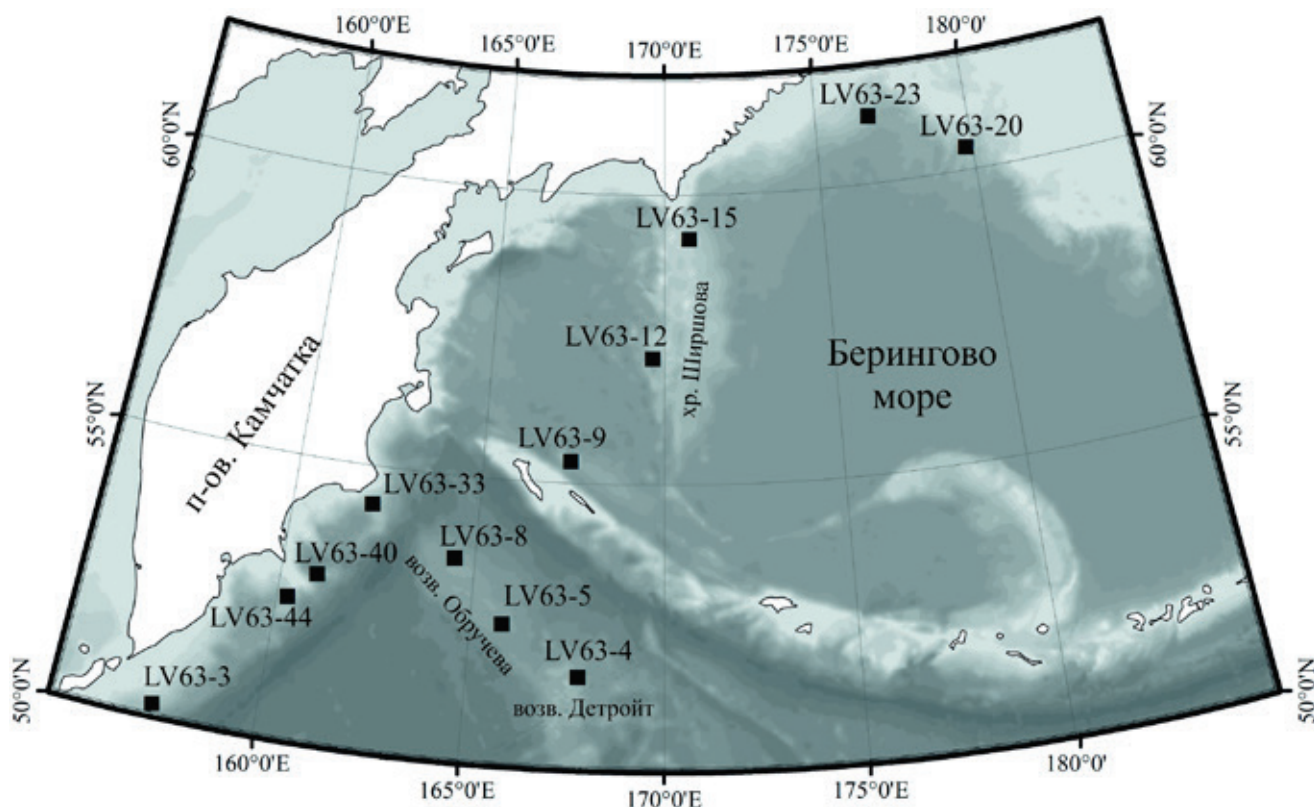 160°0'E
165°0'E
170°0'E
175°0'E
180°0'
60°0'N
60°0'N
LV63-23
LV63-20
LV63-15
LV63-12
хр. Ширшова
Берингово
море
п-ов. Камчатка
55°0'N
55°0'N
LV63-9
LV63-33
LV63-8
LV63-40
возв. Обручева
LV63-5
LV63-44
LV63-4
LV63-3
возв. Детройт
50°0'N
50°0'N
160°0'E
165°0'E
170°0'E
175°0'E
180°0'